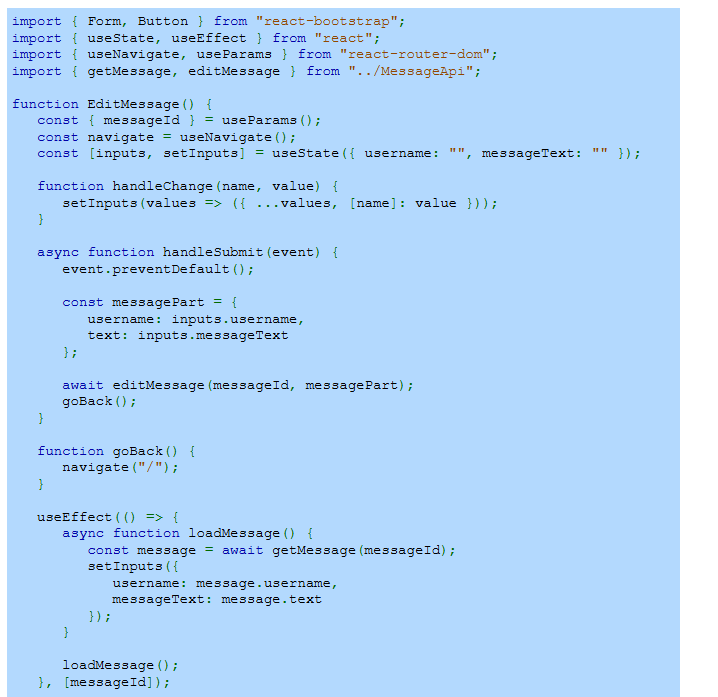 import { Form, Button } from "react-bootstrap";
import { useState, useEffect } from "react";
import { useNavigate, useParams } from "react-router-dom";
import { getMessage, editMessage } from "../MessageApi";

function EditMessage() {
   const { messageId } = useParams();
   const navigate = useNavigate();
   const [inputs, setInputs] = useState({ username: "", messageText: "" });

   function handleChange(name, value) {
      setInputs(values => ({ ...values, [name]: value }));
   }

   async function handleSubmit(event) {
      event.preventDefault();

      const messagePart = {
         username: inputs.username,
         text: inputs.messageText
      };

      await editMessage(messageId, messagePart);
      goBack();
   }

   function goBack() {
      navigate("/");
   }

   useEffect(() => {
      async function loadMessage() {
         const message = await getMessage(messageId);
         setInputs({
            username: message.username,
            messageText: message.text
         });
      }

      loadMessage();
   }, [messageId]);